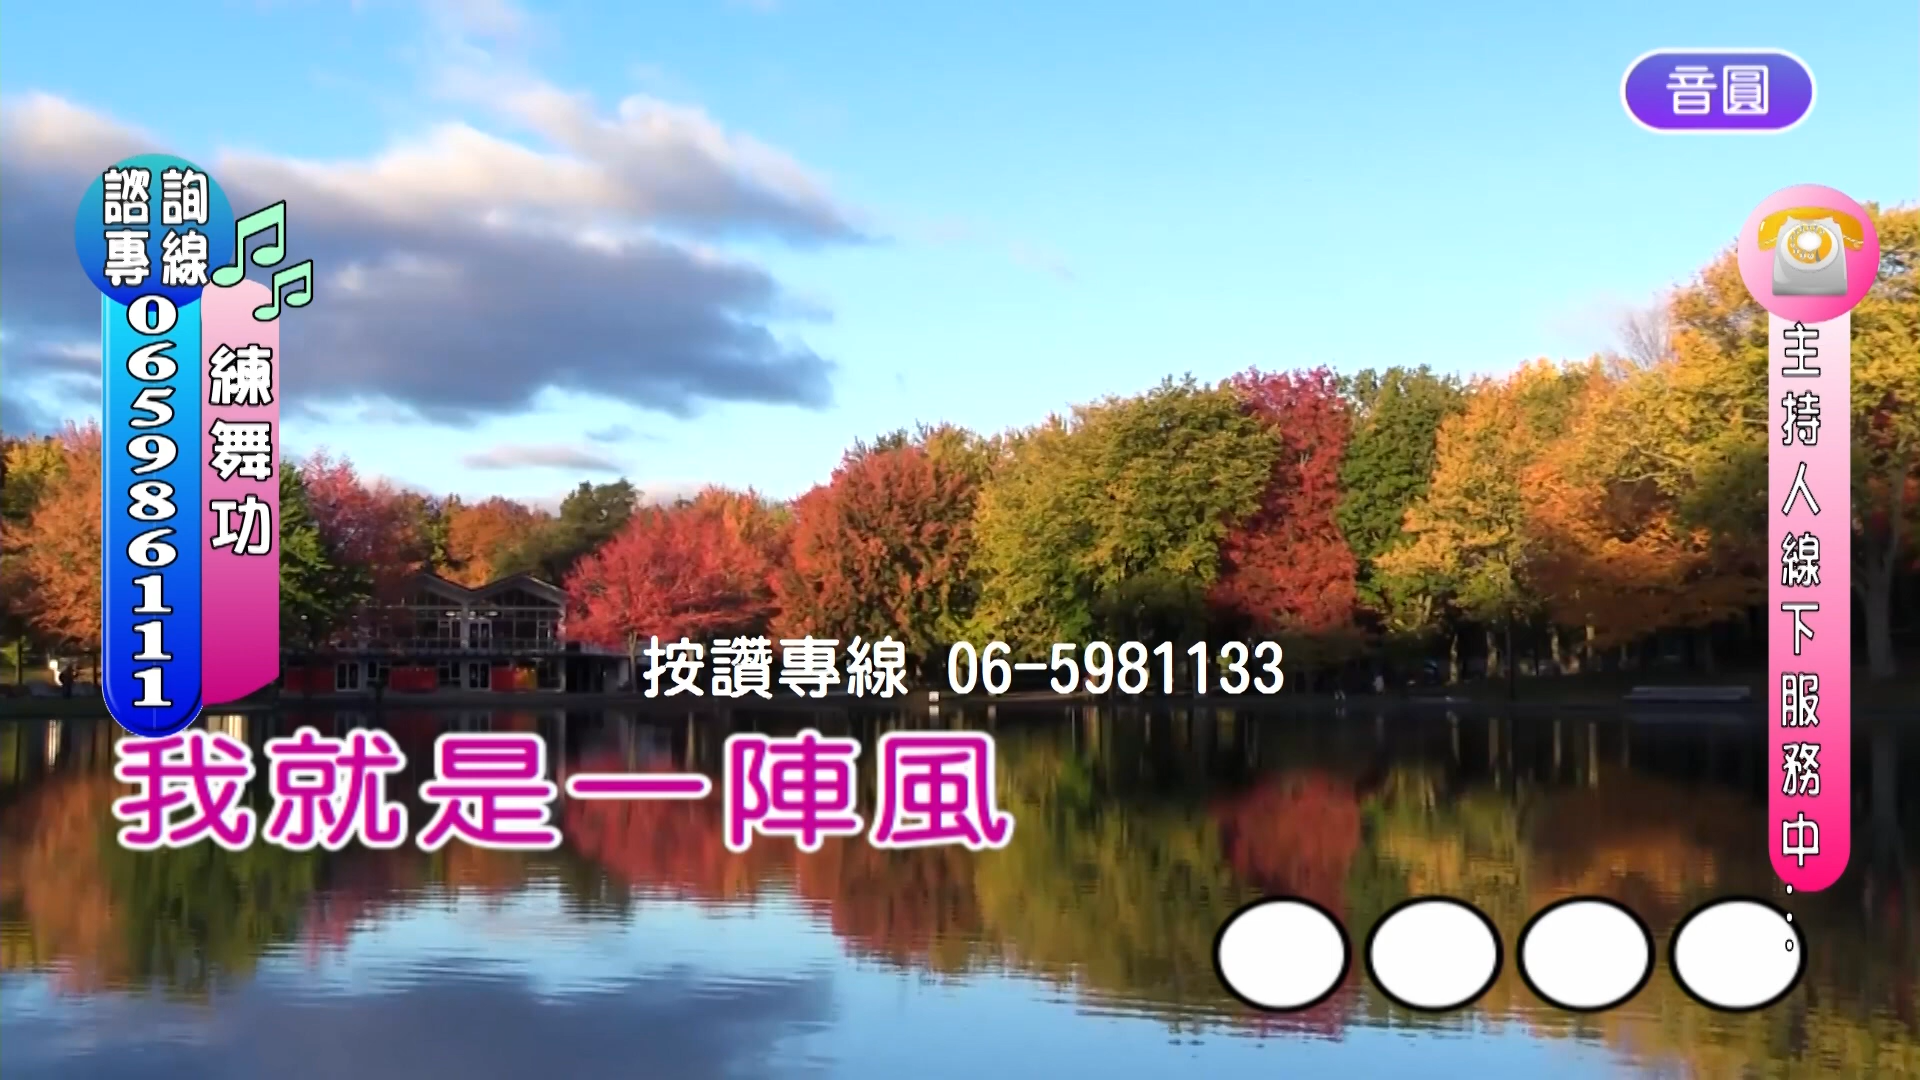 音圓
諮詢
專線
065986111
練舞功
主持人線下服務中...
按讚專線 06-5981133
我就是一陣風